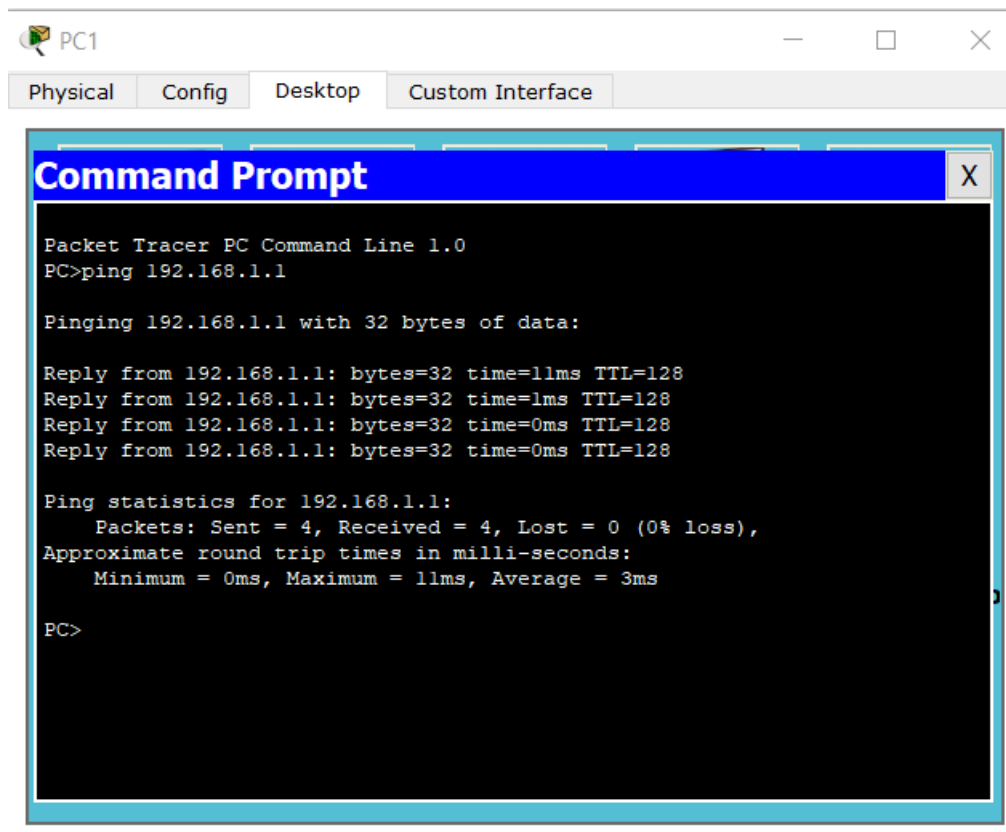 PC1
Physical Config Desktop Custom Interface
Command Prompt X
Packet Tracer PC Command Line 1.0
PC>ping 192.168.1.1
Pinging 192.168.1.1 with 32 bytes of data:
Reply from 192.168.1.1: bytes=32 time=11ms TTL=128
Reply from 192.168.1.1: bytes=32 time=1ms TTL=128
Reply from 192.168.1.1: bytes=32 time=0ms TTL=128
Reply from 192.168.1.1: bytes=32 time=0ms TTL=128
Ping statistics for 192.168.1.1:
Packets: Sent = 4, Received = 4, Lost = 0 (0% loss),
Approximate round trip times in milli-seconds:
Minimum = 0ms, Maximum = 11ms, Average = 3ms
PC>